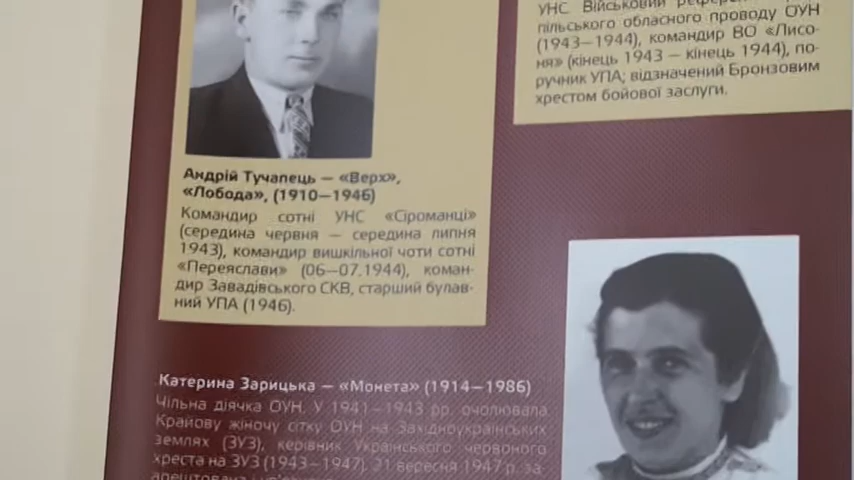 УНС. Військовий
пільського обласного проводу ОУН
(1943—1944), командир ВО «Лисо-
ня» (кінець 1943 — кінець 1944), по-
ручник УПА; відзначений Бронзовим
хрестом бойової заслуги.
Андрій Тучапець — «Верх»,
«Лобода», (1910—1946)
Командир сотні УНС «Сіроманці»
(середина червня — середина липня
1943), командир вишкільної чоти сотні
«Переяслави» (06—07.1944), коман-
дир Завадівського СКВ, старший булав-
ний УПА (1946).
Катерина Зарицька — «Монета» (1914—1986)
Чільна діячка ОУН. У 1941—1943 рр. очолювала
Крайову жіночу сітку ОУН на Західноукраїнських
землях (ЗУЗ), керівник Українського червоного
хреста на ЗУЗ (1943—1947). 21 вересня 1947 р. за-